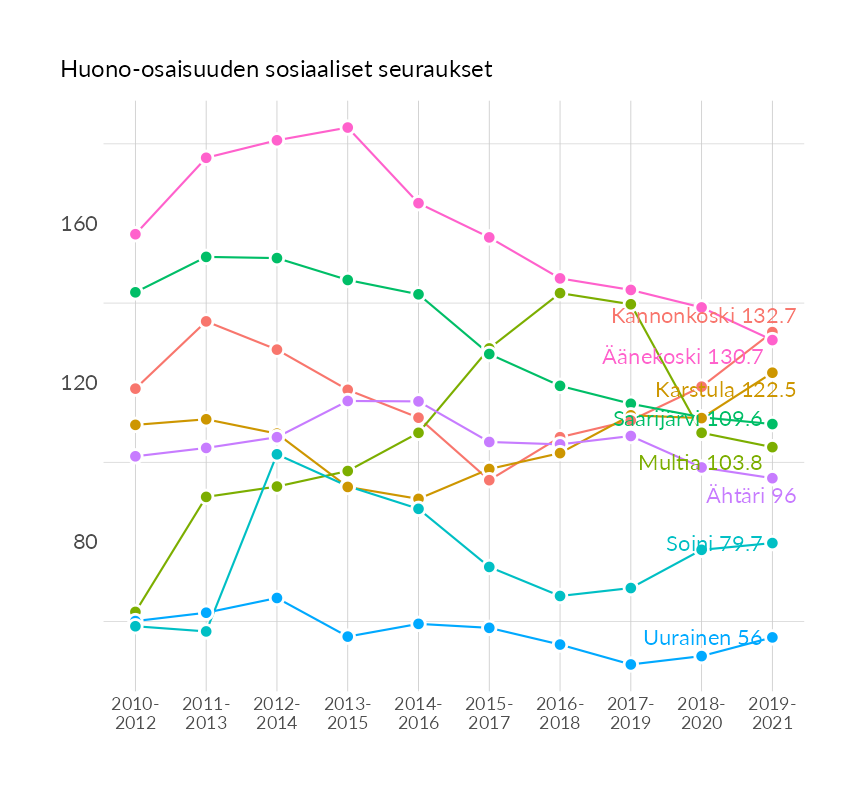 Huono-osaisuuden sosiaaliset seuraukset
160
120
80
Kannonkoski 132.7
Äänekoski 130.7
Karstula 122.5
Saarijärvi 109.6
Multia 103.8
Ähtäri 96
Soini 79.7
Uurainen 56
2010- 2011- 2012- 2013- 2014- 2015- 2016- 2017- 2018- 2019-
2012 2013 2014 2015 2016 2017 2018 2019 2020 2021